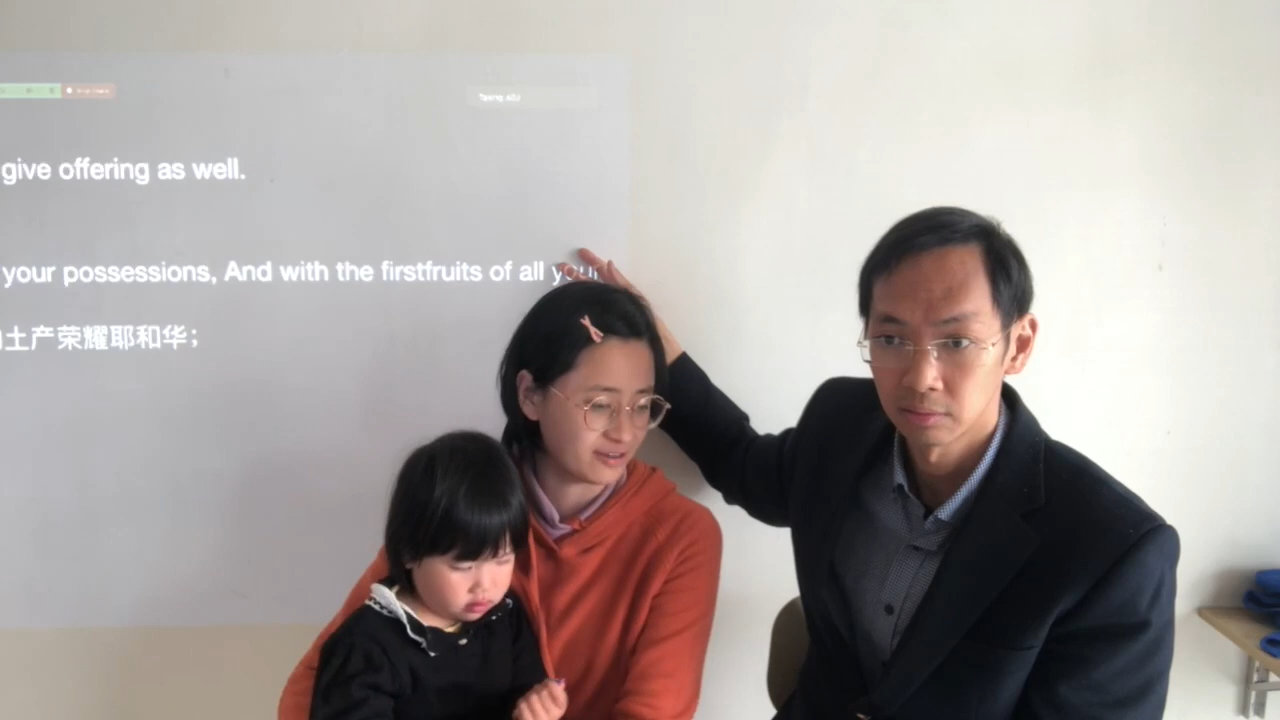 give offering as well.
your possessions, And with the firstfruits of all your
土产荣耀耶和华；